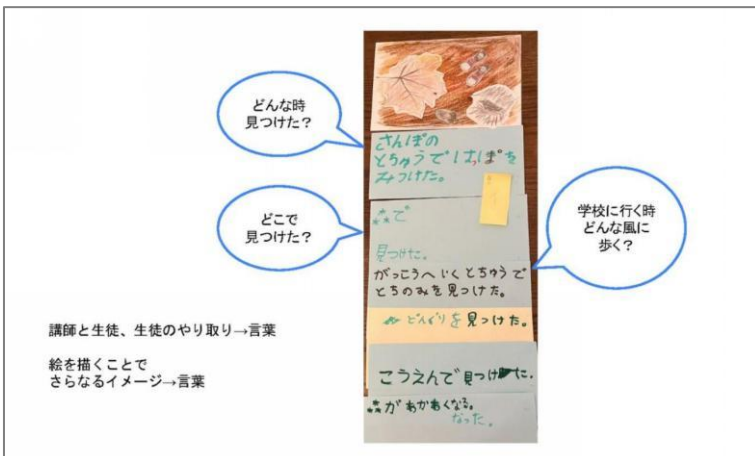 どんな時
見つけた？
さんぽの
とちゅうではっぱを
みつけた。
どこで
見つけた？
森で
見つけた。
学校に行く時
どんな風に
歩く？
がっこうへいくとちゅうで
とちのみを見つけた。
どんぐりを見つけた。
こうえんで見つけた.
があかあくなる。
なった。
講師と生徒、生徒のやり取り→言葉
絵を描くことで
さらなるイメージ→言葉